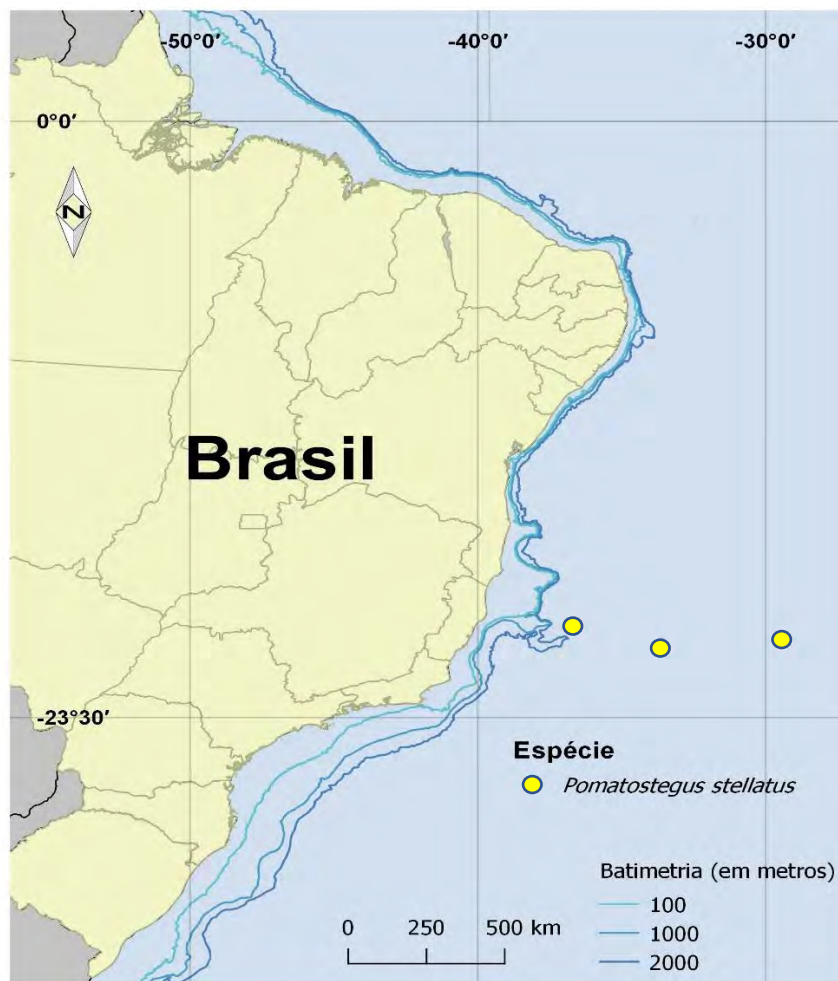 -50°0′ -40°0′ -30°0′
0°0′
N
Brasil
-23°30′
Espécie
Pomatostegus stellatus
Batimetria (em metros)
0 250 500 km
100
1000
2000